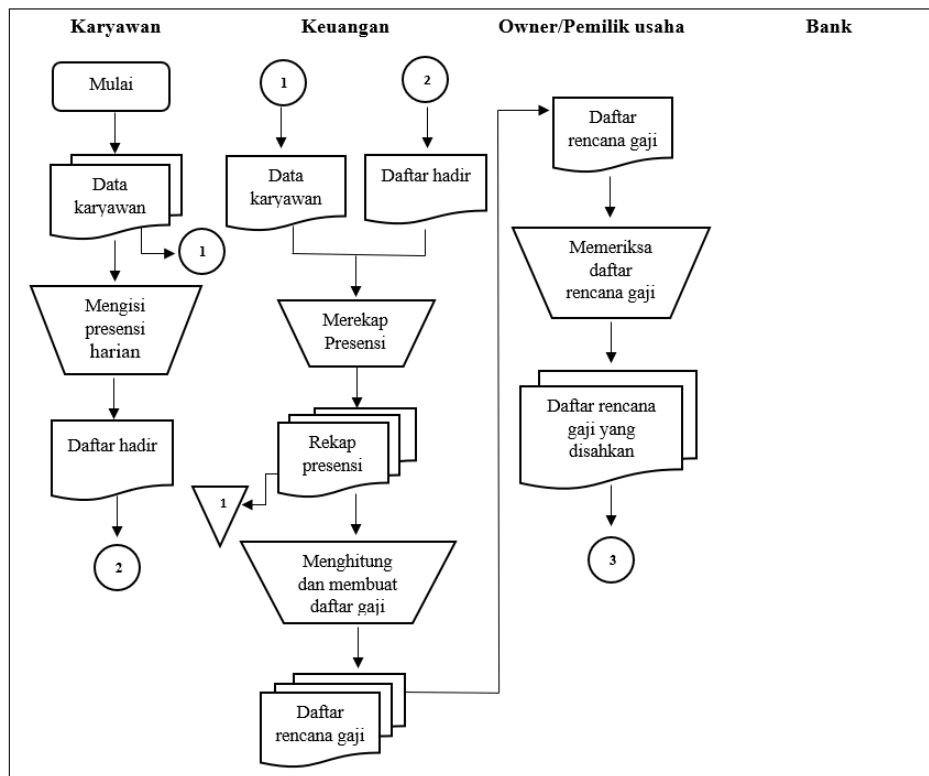 Karyawan
Keuangan
Owner/Pemilik usaha
Bank
Mulai
Data
karyawan
1
Mengisi
presensi
harian
Daftar hadir
2
1
2
Data
karyawan
Daftar hadir
Merekap
Presensi
Rekap
presensi
1
Menghitung
dan membuat
daftar gaji
Daftar
rencana gaji
Daftar
rencana gaji
Memeriksa
daftar
rencana gaji
Daftar rencana
gaji yang
disahkan
3